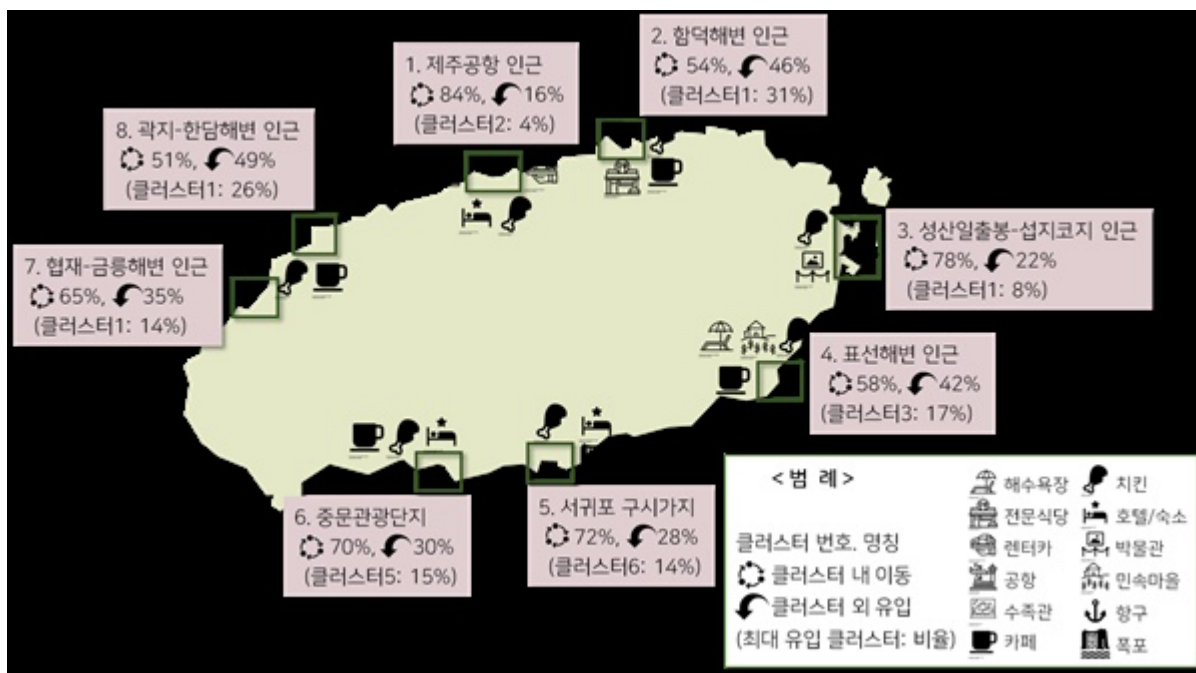 1. 제주공항 인근
84%, 16%
(클러스터2: 4%)
2. 함덕해변 인근
54%, 46%
(클러스터1: 31%)
3. 성산일출봉-섭지코지 인근
78%, 22%
(클러스터1: 8%)
4. 표선해변 인근
58%, 42%
(클러스터3: 17%)
5. 서귀포 구시가지
72%, 28%
(클러스터6: 14%)
6. 중문관광단지
70%, 30%
(클러스터5: 15%)
7. 협재-금릉해변 인근
65%, 35%
(클러스터1: 14%)
8. 곽지-한담해변 인근
51%, 49%
(클러스터1: 26%)
<범 례>
클러스터 번호. 명칭
클러스터 내 이동
클러스터 외 유입
(최대 유입 클러스터: 비율)
해수욕장
전문식당
렌터카
공항
수족관
카페
치킨
호텔/숙소
박물관
민속마을
항구
폭포